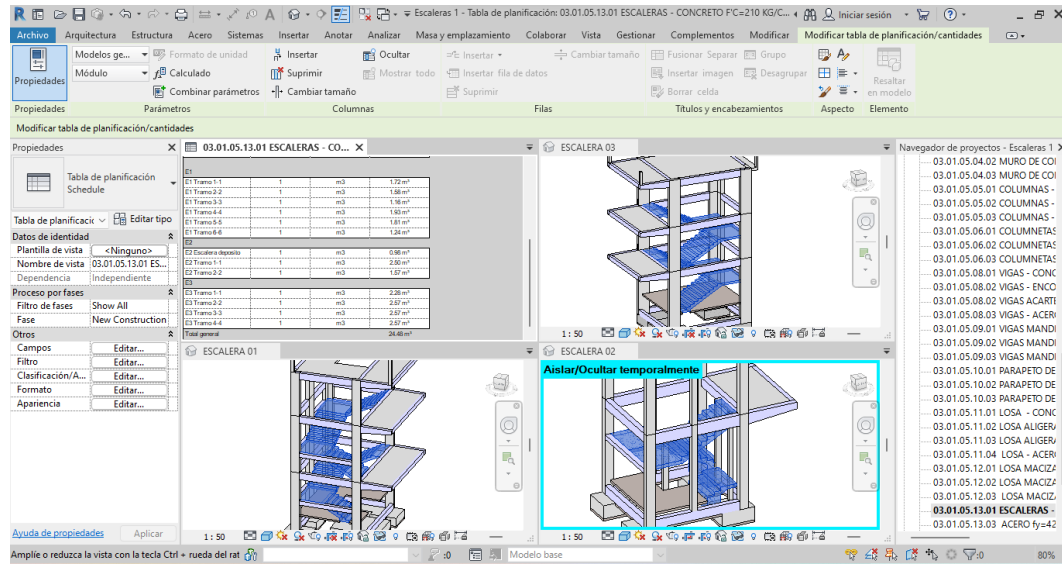 Escaleras 1 - Tabla de planificación: 03.01.05.13.01 ESCALERAS - CONCRETO F'C=210 KG/C...
Iniciar sesión
Archivo Arquitectura Estructura Acero Sistemas Insertar Anotar Analizar Masa y emplazamiento Colaborar Vista Gestionar Complementos Modificar Modificar tabla de planificación/cantidades
Modelos ge... Formato de unidad Insertar Ocultar Insertar Cambiar tamaño Fusionar Separar Grupo
Propiedades Módulo Calculado Suprimir Mostrar todo Insertar fila de datos Insertar imagen Desagrupar Resaltar en modelo
Combinar parámetros Cambiar tamaño Suprimir Borrar celda
Propiedades Parámetros Columnas Filas Títulos y encabezamientos Aspecto Elemento
Modificar tabla de planificación/cantidades
Propiedades
Tabla de planificación
Schedule
Tabla de planificacic Editar tipo
Datos de identidad
Plantilla de vista <Ninguno>
Nombre de vista 03.01.05.13.01 ES...
Dependencia Independiente
Proceso por fases
Filtro de fases Show All
Fase New Construction
Otros
Campos Editar...
Filtro Editar...
Clasificación/A... Editar...
Formato Editar...
Apariencia Editar...
Ayuda de propiedades Aplicar
03.01.05.13.01 ESCALERAS - CO...
E1
E1 Tramo 1-1 1 m3 1.72 m³
E1 Tramo 2-2 1 m3 1.58 m³
E1 Tramo 3-3 1 m3 1.16 m³
E1 Tramo 4-4 1 m3 1.93 m³
E1 Tramo 5-5 1 m3 1.81 m³
E1 Tramo 6-6 1 m3 1.24 m³
E2
E2 Escalera deposito 1 m3 0.98 m³
E2 Tramo 1-1 1 m3 2.50 m³
E2 Tramo 2-2 1 m3 1.57 m³
E3
E3 Tramo 1-1 1 m3 2.28 m³
E3 Tramo 2-2 1 m3 2.57 m³
E3 Tramo 3-3 1 m3 2.57 m³
E3 Tramo 4-4 1 m3 2.57 m³
Total general 24.48 m³
ESCALERA 03
1 : 50
ESCALERA 01
1 : 50
ESCALERA 02
Aislar/Ocultar temporalmente
1 : 50
Navegador de proyectos - Escaleras 1
03.01.05.04.02 MURO DE CO
03.01.05.04.03 MURO DE CO
03.01.05.05.01 COLUMNAS -
03.01.05.05.02 COLUMNAS -
03.01.05.05.03 COLUMNAS -
03.01.05.06.01 COLUMNETAS
03.01.05.06.02 COLUMNETAS
03.01.05.06.03 COLUMNETAS
03.01.05.08.01 VIGAS - CONC
03.01.05.08.02 VIGAS - ENCO
03.01.05.08.02 VIGAS ACARTE
03.01.05.08.03 VIGAS - ACER
03.01.05.09.01 VIGAS MANDI
03.01.05.09.02 VIGAS MANDI
03.01.05.09.03 VIGAS MANDI
03.01.05.10.01 PARAPETO DE
03.01.05.10.02 PARAPETO DE
03.01.05.10.03 PARAPETO DE
03.01.05.11.01 LOSA - CONC
03.01.05.11.02 LOSA ALIGER
03.01.05.11.03 LOSA ALIGER
03.01.05.11.04 LOSA - ACER
03.01.05.12.01 LOSA MACIZA
03.01.05.12.02 LOSA MACIZA
03.01.05.12.03 LOSA MACIZ
03.01.05.13.01 ESCALERAS -
03.01.05.13.03 ACERO fy=42
Amplíe o reduzca la vista con la tecla Ctrl + rueda del rat :0 Modelo base :0 80%